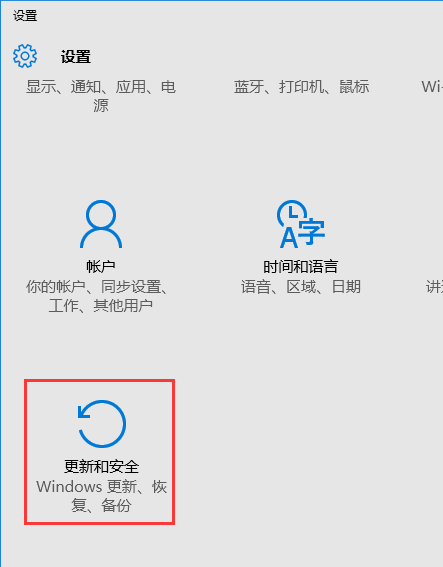 设置
设置
显示、通知、应用、电
源
蓝牙、打印机、鼠标
Wi-
帐户
你的帐户、同步设置、
工作、其他用户
时间和语言
语音、区域、日期
讲
更新和安全
Windows 更新、恢
复、备份